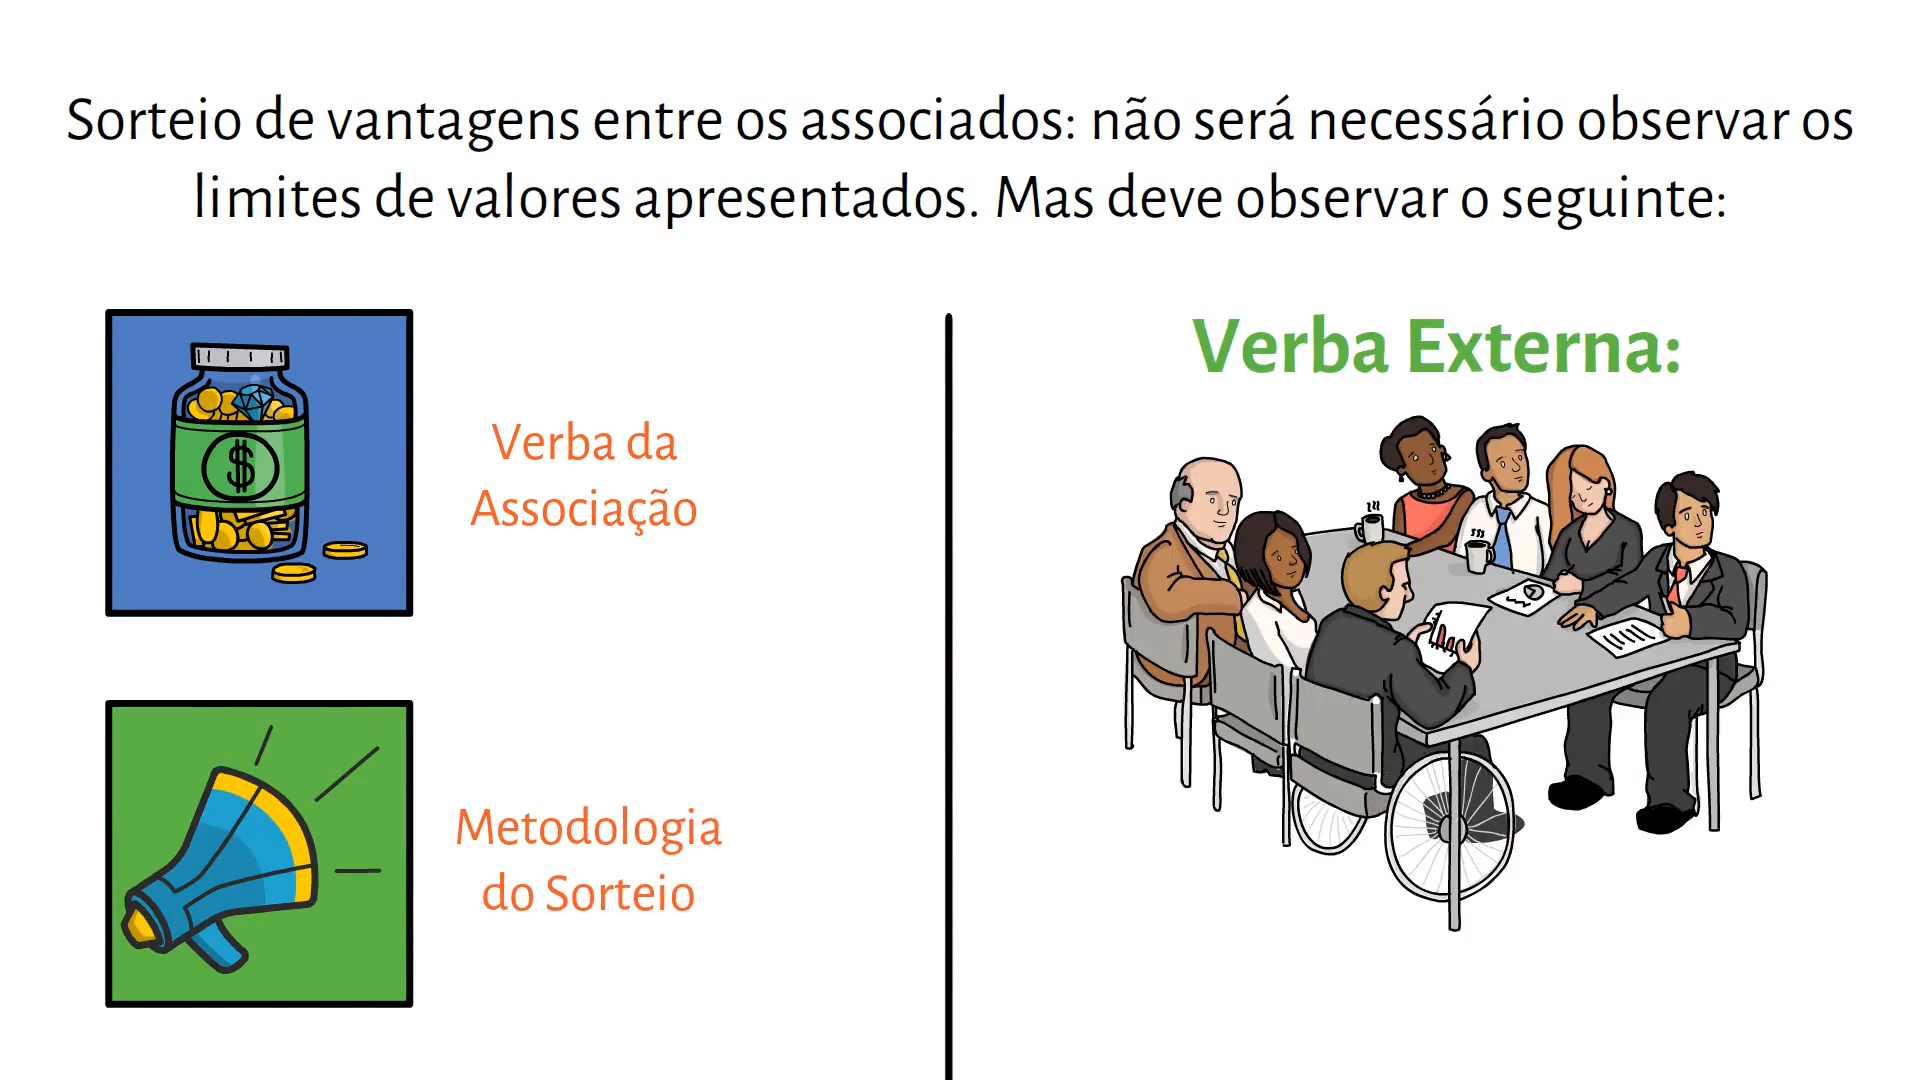 Sorteio de vantagens entre os associados: não será necessário observar os
limites de valores apresentados. Mas deve observar o seguinte:
$
Verba da
Associação
Metodologia
do Sorteio
Verba Externa: